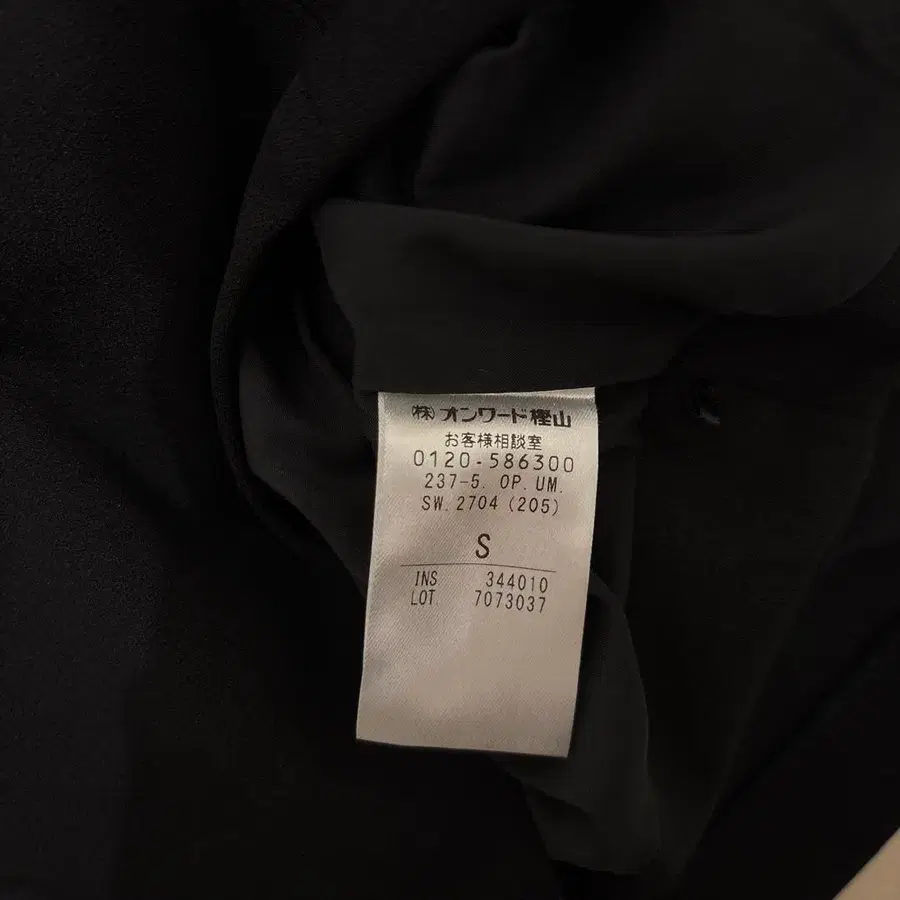 ㈱オンワード樫山
お客様相談室
0120-586300
237-5. OP. UM.
SW. 2704 (205)
S
INS 344010
LOT. 7073037